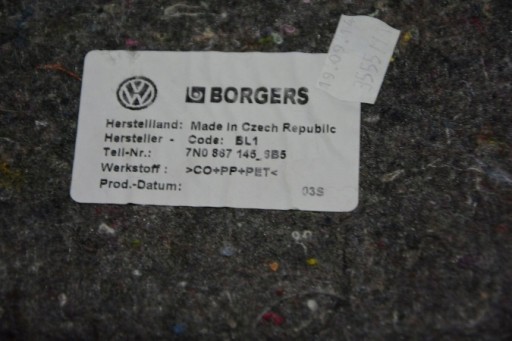 BORGERS
Herstellland: Made in Czech Republic
Hersteller - Code: BL1
Teil-Nr.: 7N0 867 145_9B5
Werkstoff : >CO+PP+PET<
Prod.-Datum: 03S